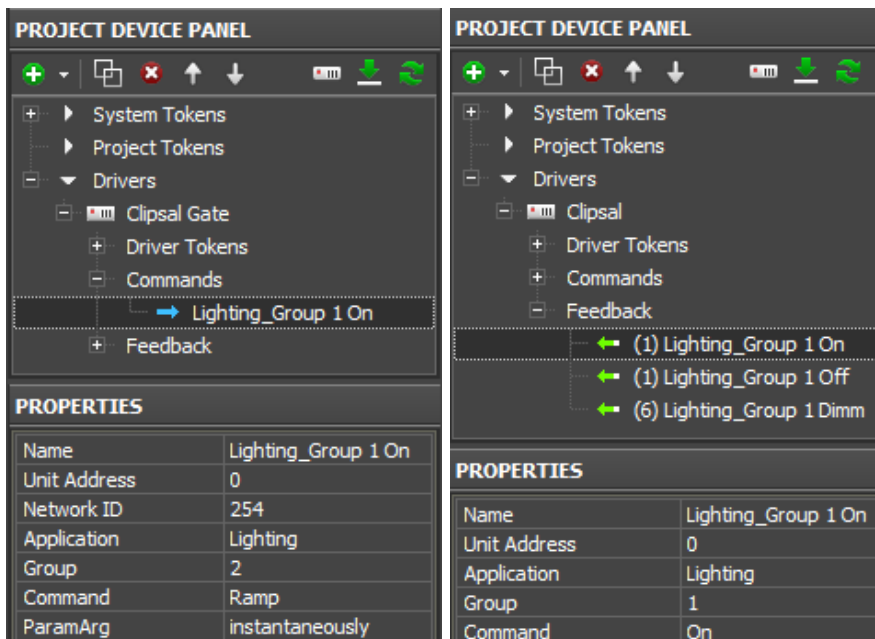 PROJECT DEVICE PANEL
System Tokens
Project Tokens
Drivers
Clipsal Gate
Driver Tokens
Commands
Lighting_Group 1 On
Feedback
PROPERTIES
Name Lighting_Group 1 On
Unit Address 0
Network ID 254
Application Lighting
Group 2
Command Ramp
ParamArg instantaneously
PROJECT DEVICE PANEL
System Tokens
Project Tokens
Drivers
Clipsal
Driver Tokens
Commands
Feedback
(1) Lighting_Group 1 On
(1) Lighting_Group 1 Off
(6) Lighting_Group 1 Dimm
PROPERTIES
Name Lighting_Group 1 On
Unit Address 0
Application Lighting
Group 1
Command On